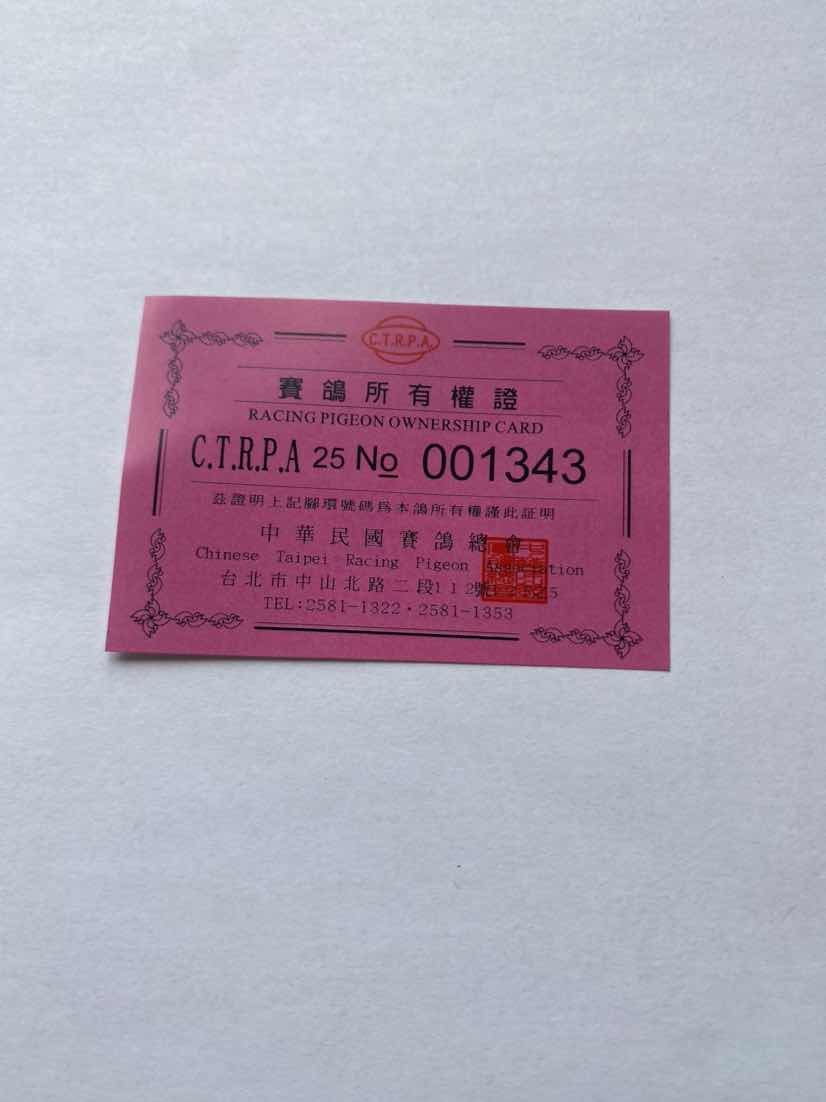 C.T.R.P.A.
賽鴿所有權證
RACING PIGEON OWNERSHIP CARD
C.T.R.P.A 25 No 001343
茲證明上記腳環號碼爲本鴿所有權謹此証明
中華民國賽鴿總會
Chinese Taipei Racing Pigeon Association
台北市中山北路二段112號
TEL:2581-1322・2581-1353